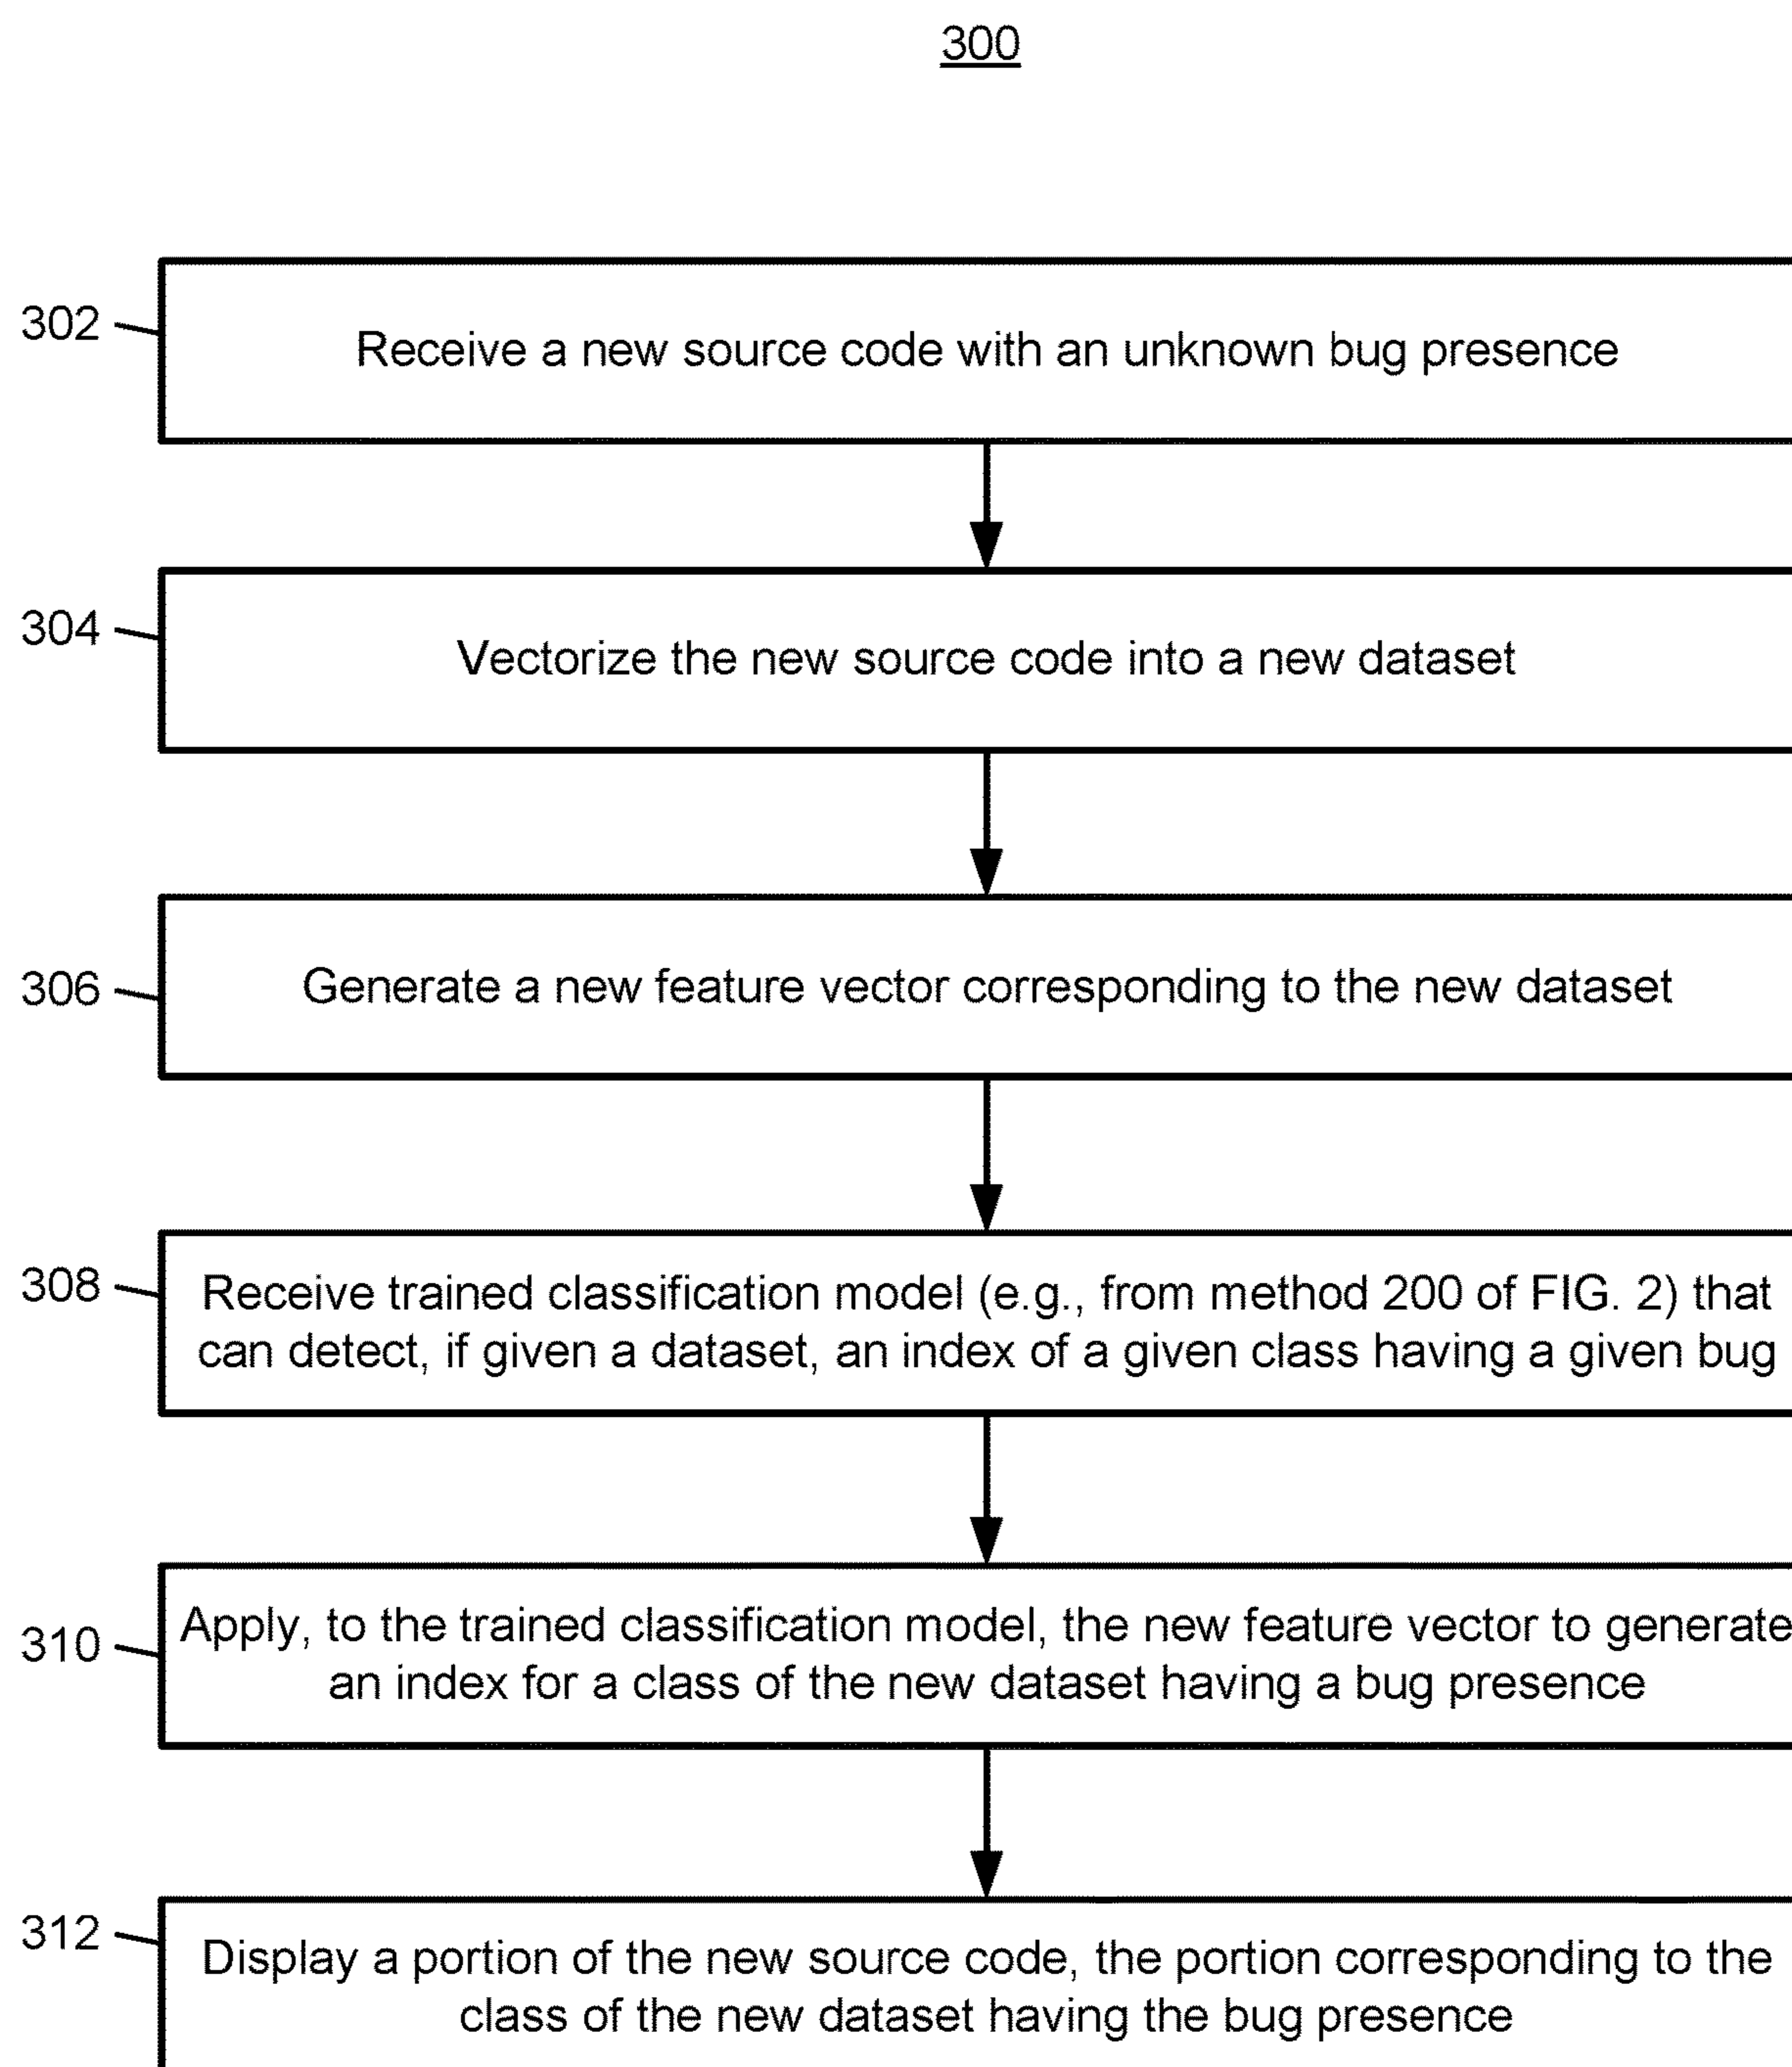 300
302
Receive a new source code with an unknown bug presence
304
Vectorize the new source code into a new dataset
306
Generate a new feature vector corresponding to the new dataset
308
Receive trained classification model (e.g., from method 200 of FIG. 2) that
can detect, if given a dataset, an index of a given class having a given bug
310
Apply, to the trained classification model, the new feature vector to generate
an index for a class of the new dataset having a bug presence
312
Display a portion of the new source code, the portion corresponding to the
class of the new dataset having the bug presence